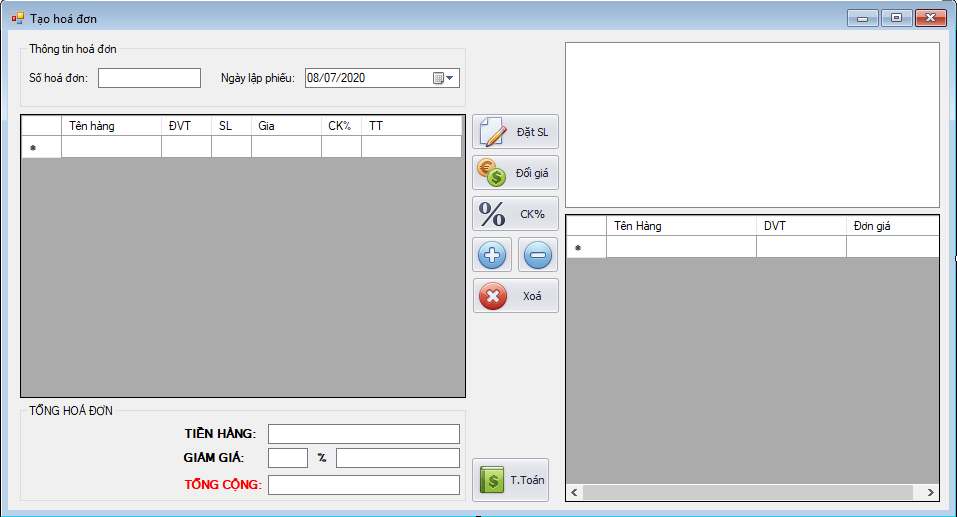 Tạo hoá đơn
Thông tin hoá đơn
Số hoá đơn:
Ngày lập phiếu:
08/07/2020
Tên hàng ĐVT SL Gia CK% TT
Đặt SL
Đổi giá
CK%
Xoá
Tên Hàng DVT Đơn giá
TỔNG HOÁ ĐƠN
TIỀN HÀNG:
GIẢM GIÁ: %
TỔNG CỘNG:
T.Toán